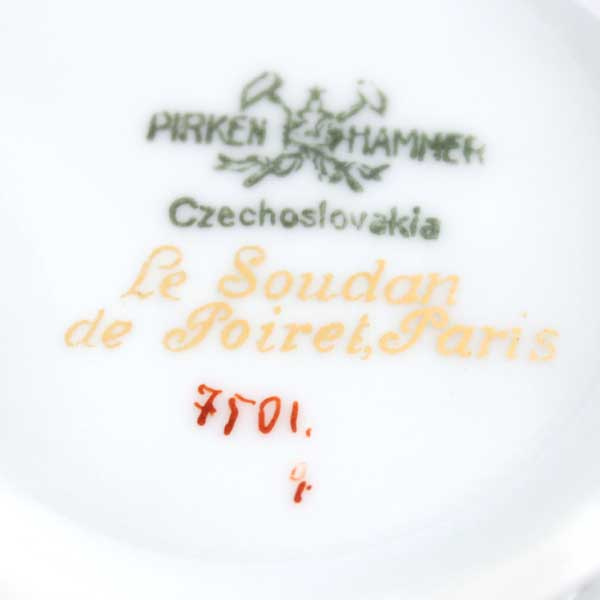 PIRKEN HAMMER
Czechoslovakia
Le Soudan
de Poiret, Paris
7501.